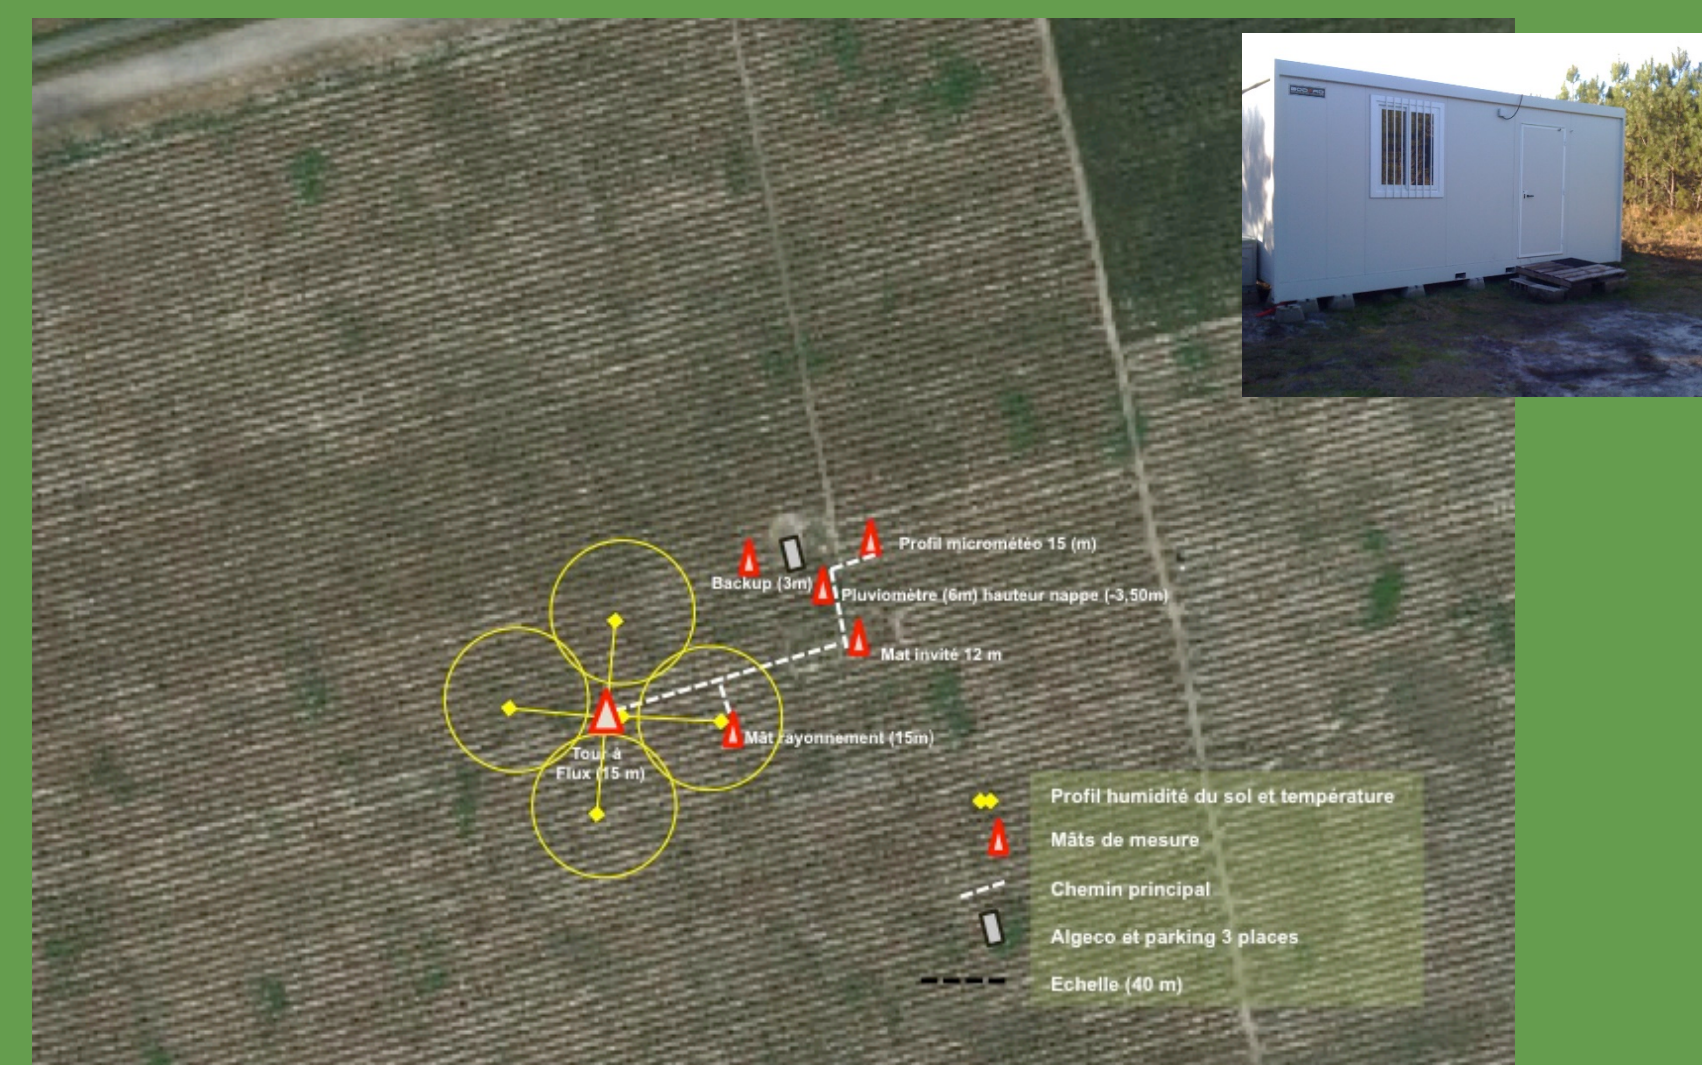 Profil micrométéo 15 (m)
Backup (3m)
Pluviomètre (6m) hauteur nappe (-3,50m)
Mat invité 12 m
Mât rayonnement (15m)
Tour à
Flux (15 m)
Profil humidité du sol et température
Mâts de mesure
Chemin principal
Algeco et parking 3 places
Echelle (40 m)